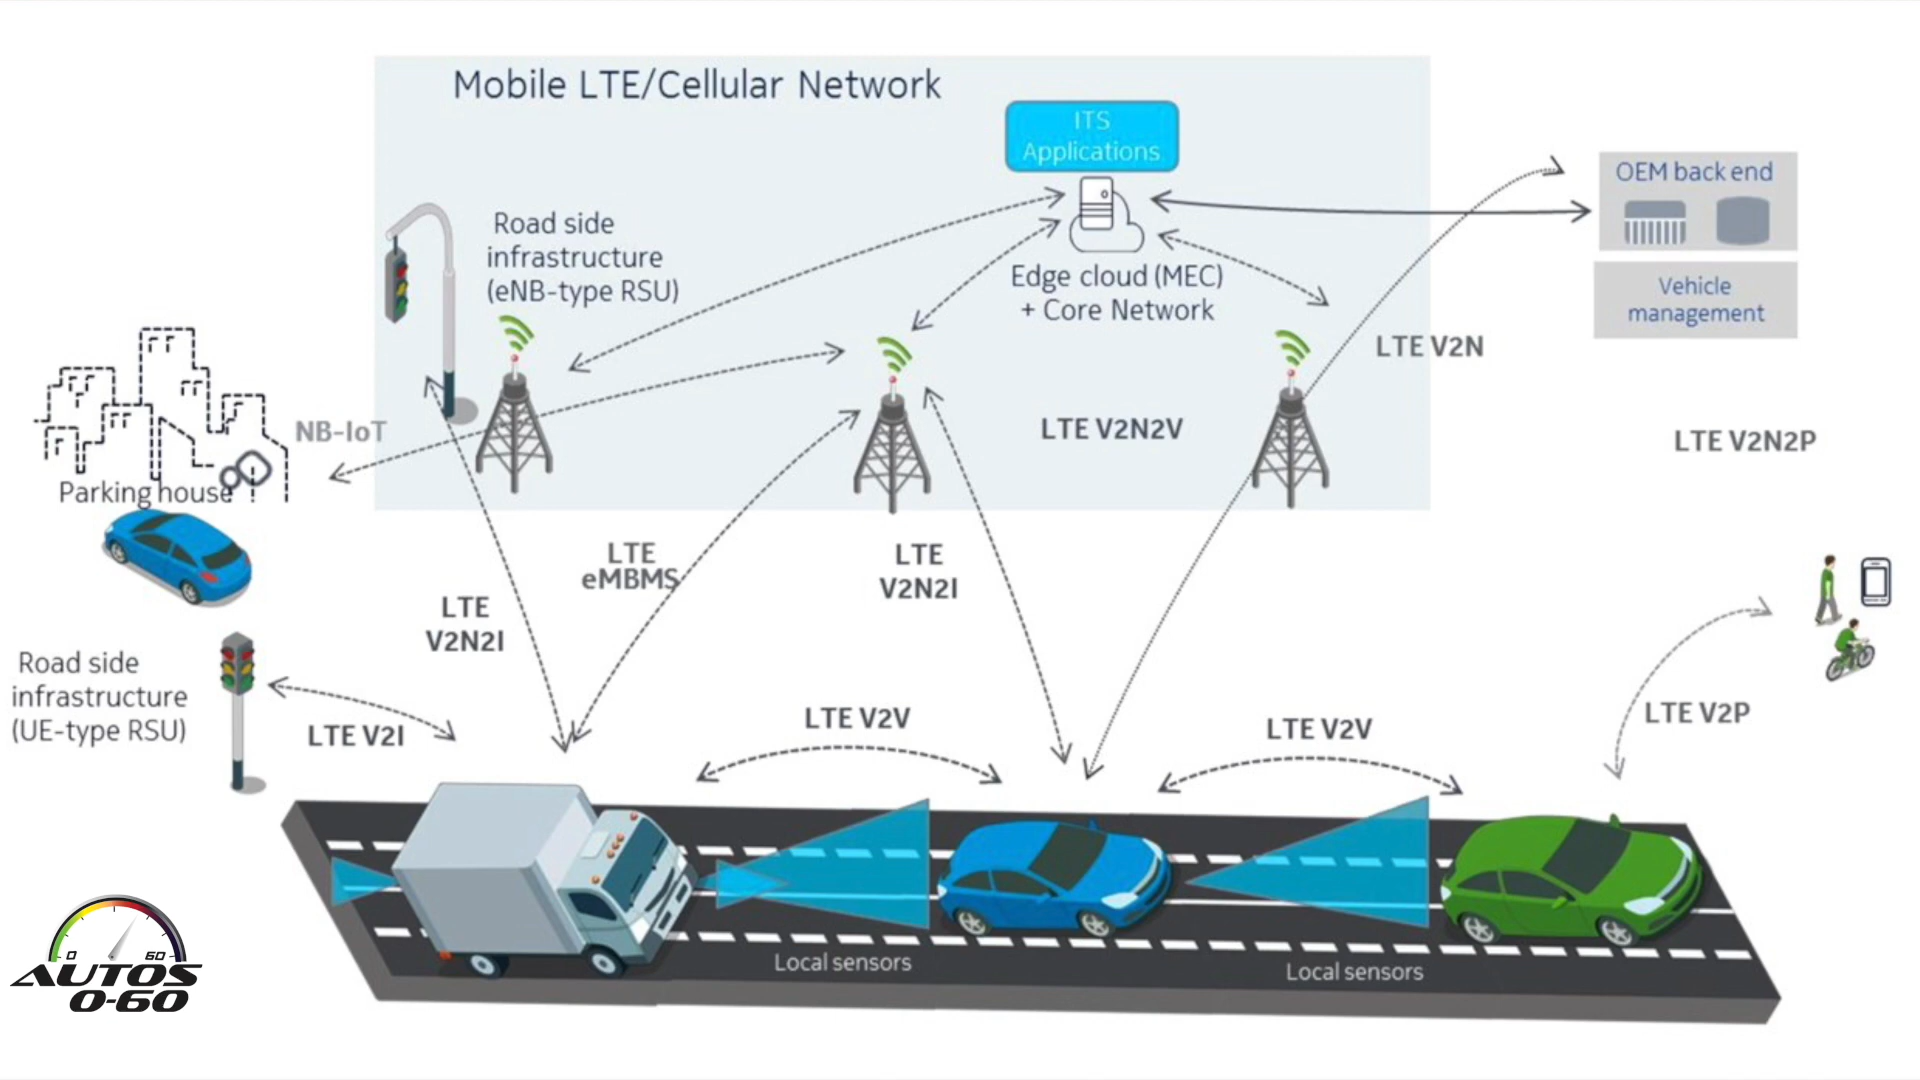 Mobile LTE/Cellular Network
ITS
Applications
OEM back end
Vehicle
management
Road side
infrastructure
(eNB-type RSU)
Edge cloud (MEC)
+ Core Network
LTE V2N
NB-IoT
LTE V2N2V
LTE V2N2P
Parking house
LTE
eMBMS
LTE
V2N2I
LTE
V2N2I
Road side
infrastructure
(UE-type RSU)
LTE V2I
LTE V2V
LTE V2V
LTE V2P
Local sensors
Local sensors
0 60
AUTOS
0-60